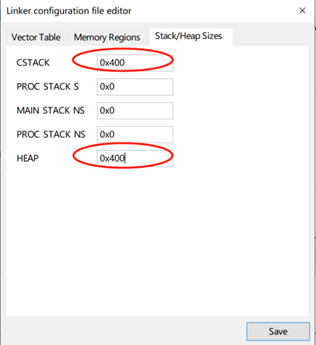 Linker configuration file editor
Vector Table Memory Regions Stack/Heap Sizes
CSTACK 0x400
PROC STACK S 0x0
MAIN STACK NS 0x0
PROC STACK NS 0x0
HEAP 0x400
Save